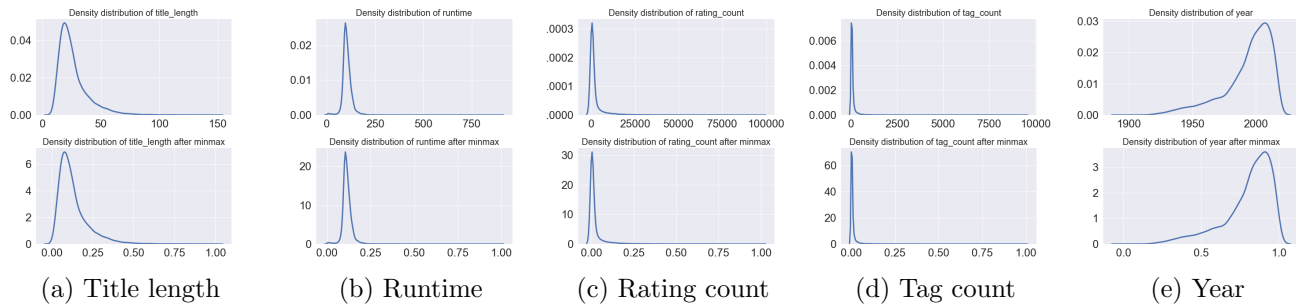 Density distribution of title_length
0.04
0.02
0.00
0 50 100 150
Density distribution of title_length after minmax
6
4
2
0
0.00 0.25 0.50 0.75 1.00
(a) Title length
Density distribution of runtime
0.02
0.01
0.00
0 250 500 750
Density distribution of runtime after minmax
20
10
0
0.00 0.25 0.50 0.75 1.00
(b) Runtime
Density distribution of rating_count
.0003
.0002
.0001
.0000
0 25000 50000 75000 100000
Density distribution of rating_count after minmax
30
20
10
0
0.00 0.25 0.50 0.75 1.00
(c) Rating count
Density distribution of tag_count
0.006
0.004
0.002
0.000
0 2500 5000 7500 10000
Density distribution of tag_count after minmax
60
40
20
0
0.00 0.25 0.50 0.75 1.00
(d) Tag count
Density distribution of year
0.03
0.02
0.01
0.00
1900 1950 2000
Density distribution of year after minmax
3
2
1
0
0.0 0.5 1.0
(e) Year